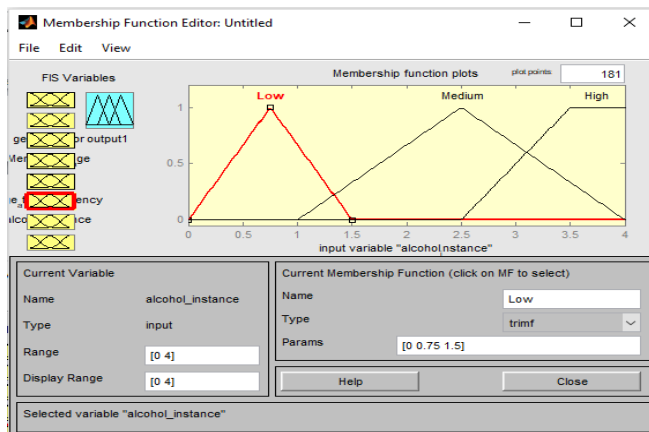 Membership Function Editor: Untitled
File Edit View
FIS Variables
Membership function plots
plot points
181
Low
Medium
High
1
0.5
0
output1
0 0.5 1 1.5 2 2.5 3 3.5 4
input variable "alcoholinstance"
Current Variable
Name alcohol_instance
Type input
Range [0 4]
Display Range [0 4]
Current Membership Function (click on MF to select)
Name Low
Type trimf
Params [0 0.75 1.5]
Help
Close
Selected variable "alcohol_instance"